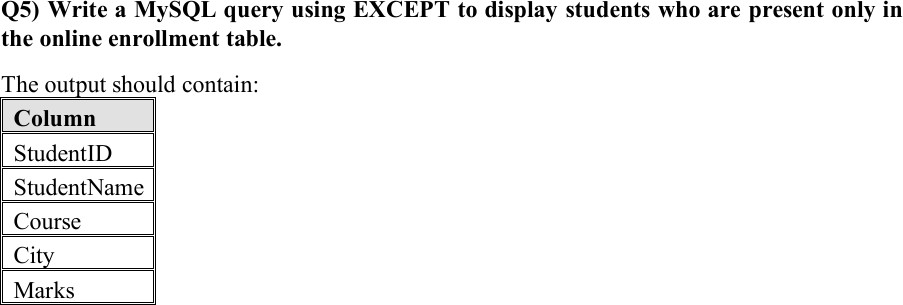 Q5) Write a MySQL query using EXCEPT to display students who are present only in
the online enrollment table.
The output should contain:
Column
StudentID
StudentName
Course
City
Marks